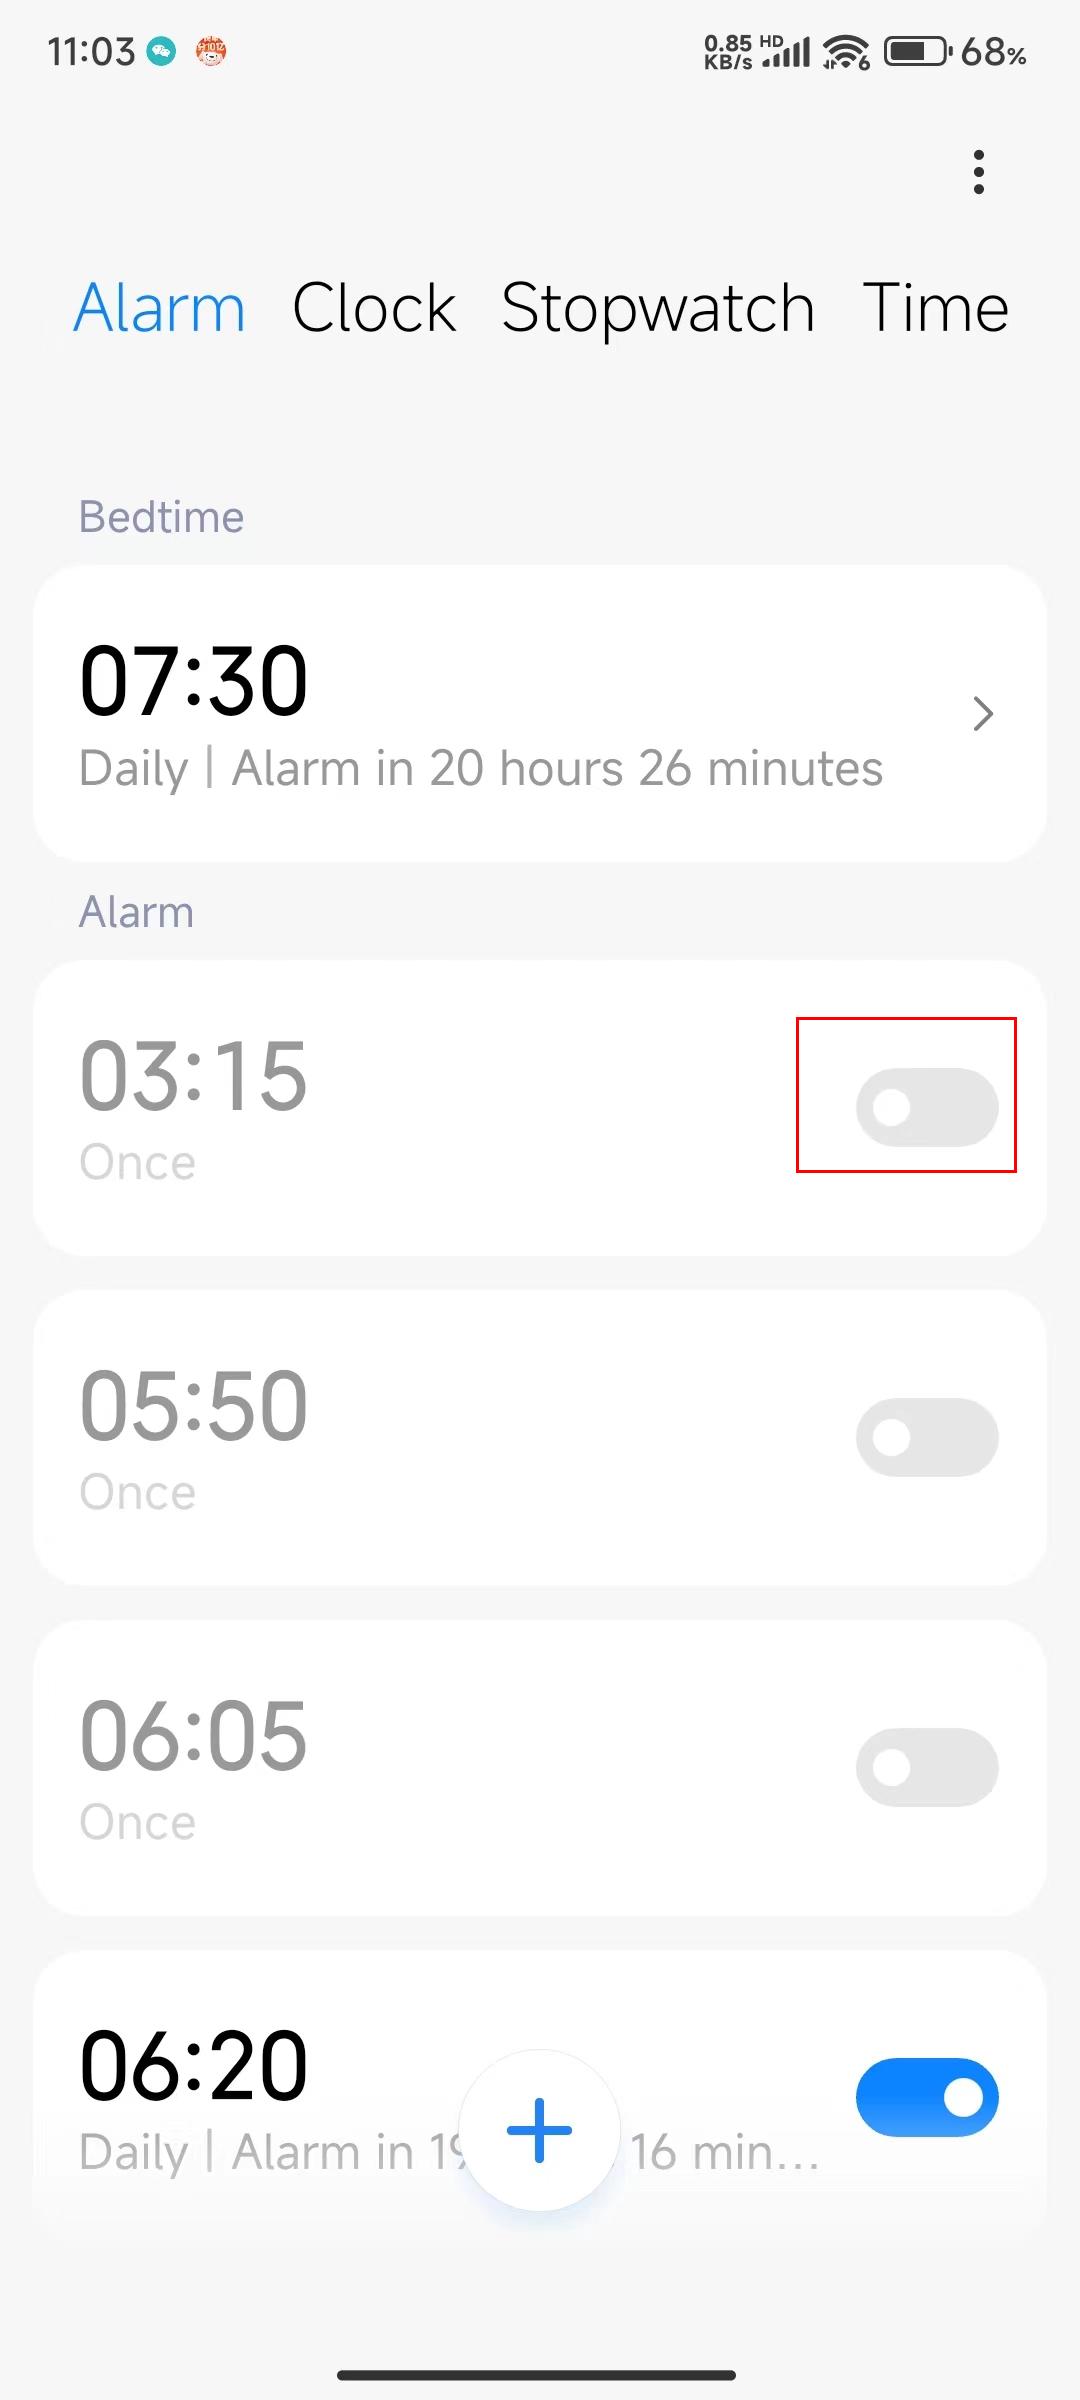 11:03
0.85 KB/s HD 6 68%
Alarm Clock Stopwatch Time
Bedtime
07:30
Daily | Alarm in 20 hours 26 minutes
Alarm
03:15
Once
05:50
Once
06:05
Once
06:20
Daily | Alarm in 19 16 min...